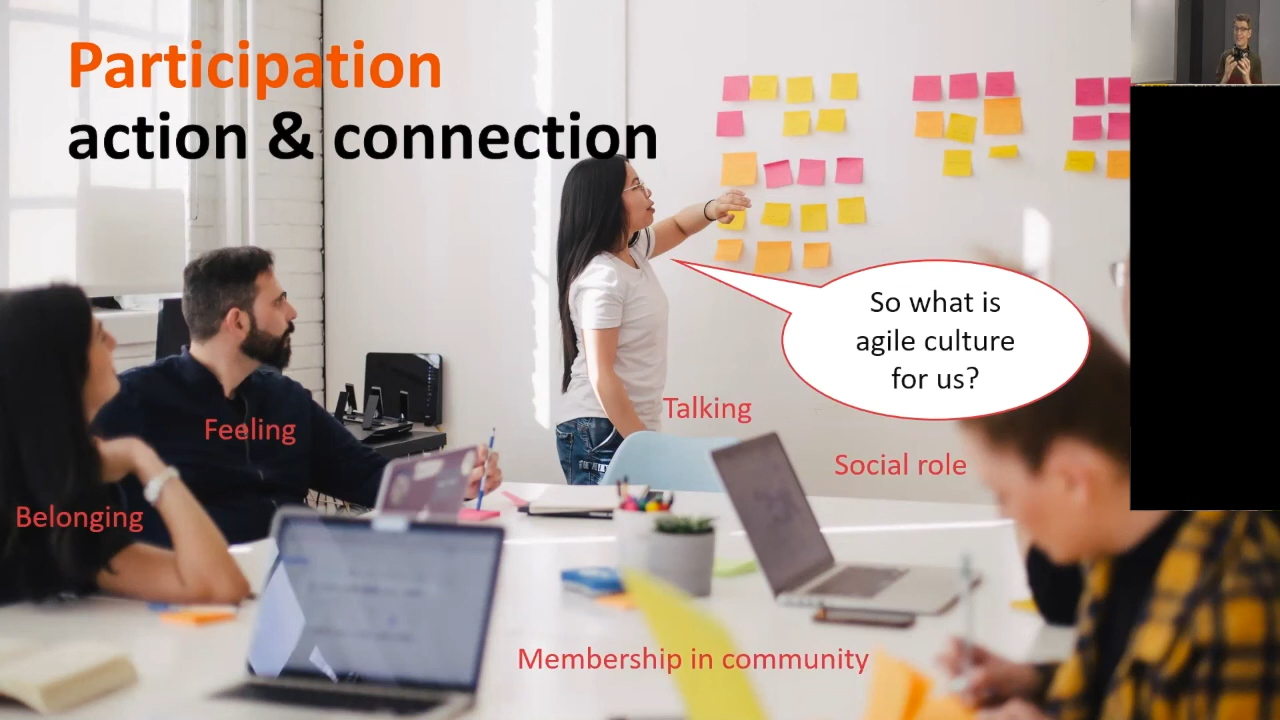 Participation
action & connection
So what is
agile culture
for us?
Talking
Feeling
Social role
Belonging
Membership in community